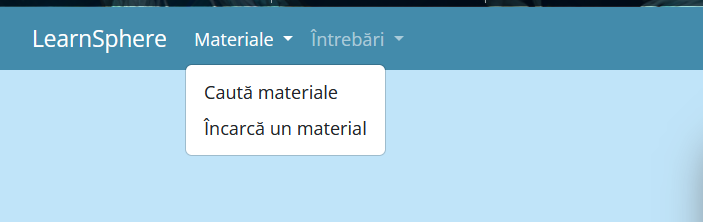 LearnSphere Materiale Întrebări
Caută materiale
Încarcă un material